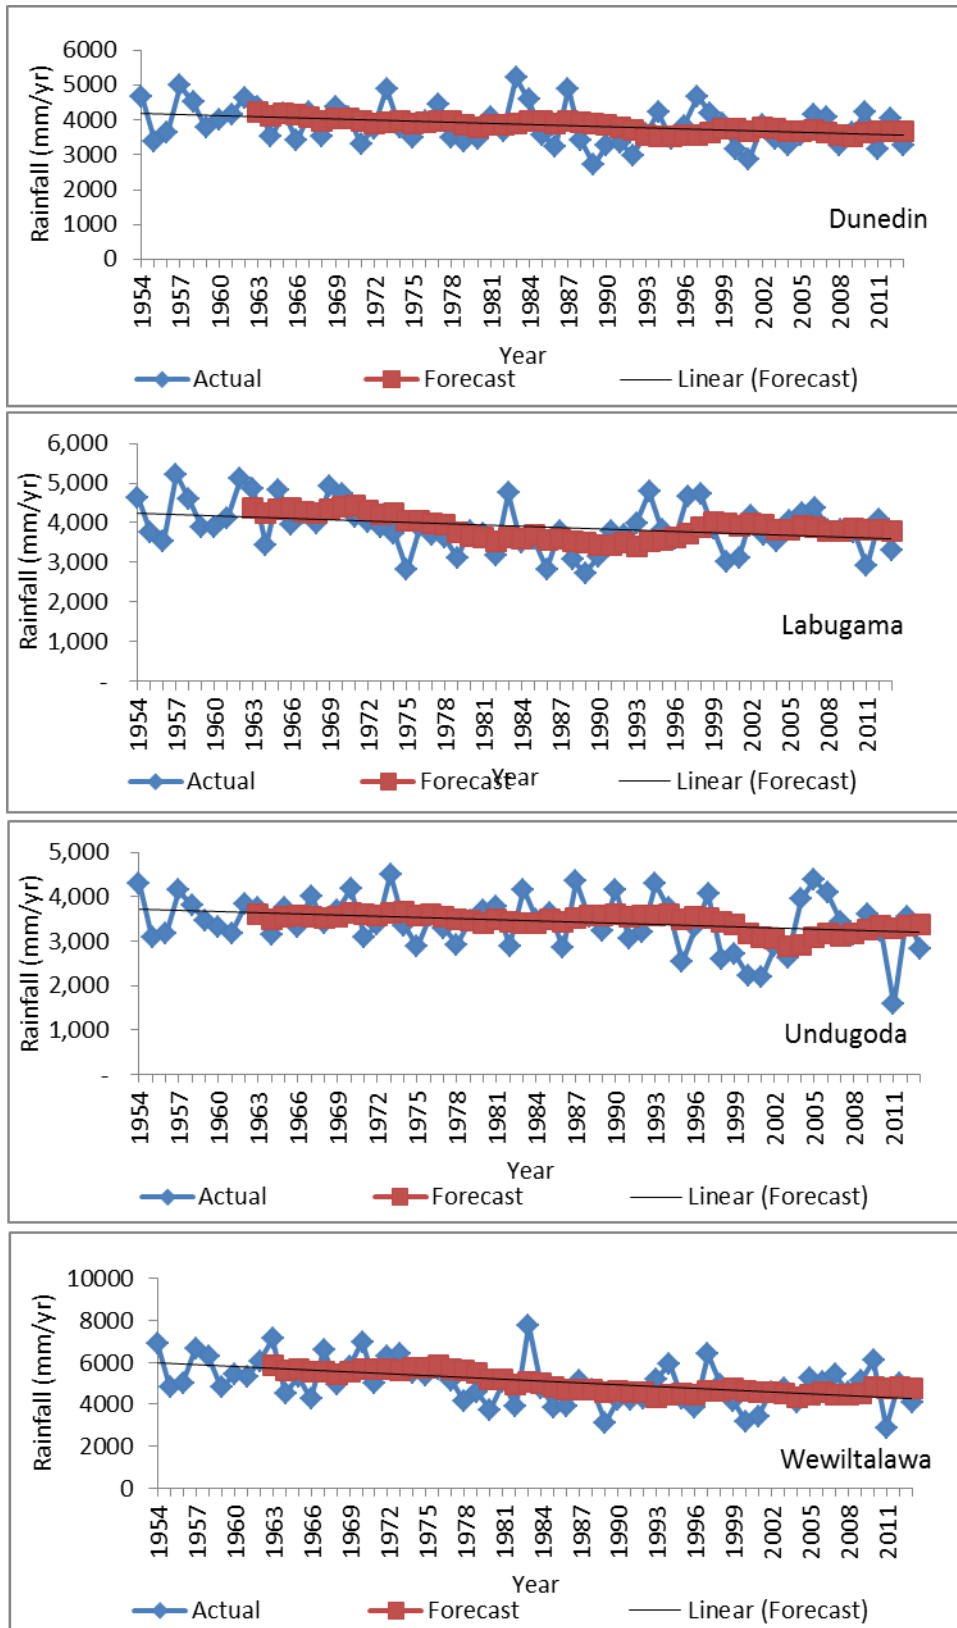 6000
5000
4000
3000
2000
1000
0
Rainfall (mm/yr)
Dunedin
1954 1957 1960 1963 1966 1969 1972 1975 1978 1981 1984 1987 1990 1993 1996 1999 2002 2005 2008 2011
Year
Actual Forecast Linear (Forecast)
6,000
5,000
4,000
3,000
2,000
1,000
-
Rainfall (mm/yr)
Labugama
1954 1957 1960 1963 1966 1969 1972 1975 1978 1981 1984 1987 1990 1993 1996 1999 2002 2005 2008 2011
Year
Actual Forecast Linear (Forecast)
5,000
4,000
3,000
2,000
1,000
-
Rainfall (mm/yr)
Undugoda
1954 1957 1960 1963 1966 1969 1972 1975 1978 1981 1984 1987 1990 1993 1996 1999 2002 2005 2008 2011
Year
Actual Forecast Linear (Forecast)
10000
8000
6000
4000
2000
0
Rainfall (mm/yr)
Wewiltalawa
1954 1957 1960 1963 1966 1969 1972 1975 1978 1981 1984 1987 1990 1993 1996 1999 2002 2005 2008 2011
Year
Actual Forecast Linear (Forecast)